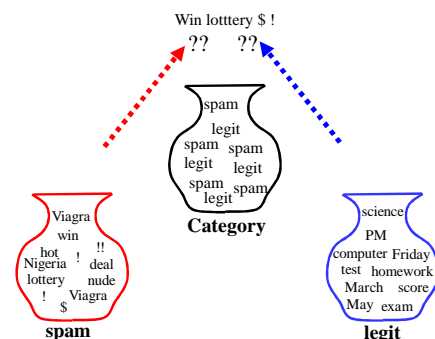 Win lotttery $ !
?? ??
spam
legit
spam spam
legit legit
spam spam
legit
Category
Viagra
win
hot !!
Nigeria ! deal
lottery nude
! Viagra
$
spam
science
PM
computer Friday
test homework
March score
May exam
legit